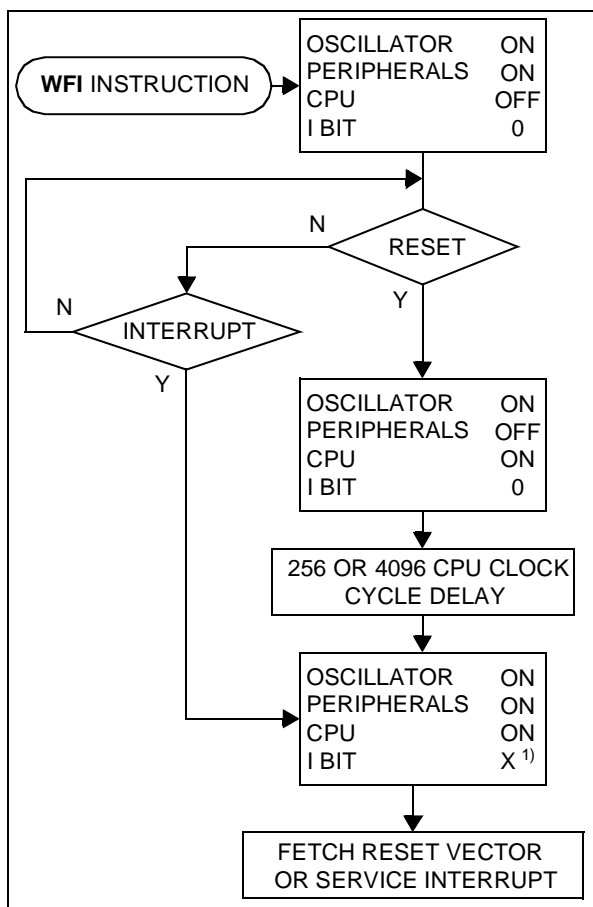 WFI INSTRUCTION
OSCILLATOR ON
PERIPHERALS ON
CPU OFF
I BIT 0
N
RESET
Y
N
INTERRUPT
Y
OSCILLATOR ON
PERIPHERALS OFF
CPU ON
I BIT 0
256 OR 4096 CPU CLOCK
CYCLE DELAY
OSCILLATOR ON
PERIPHERALS ON
CPU ON
I BIT X 1)
FETCH RESET VECTOR
OR SERVICE INTERRUPT